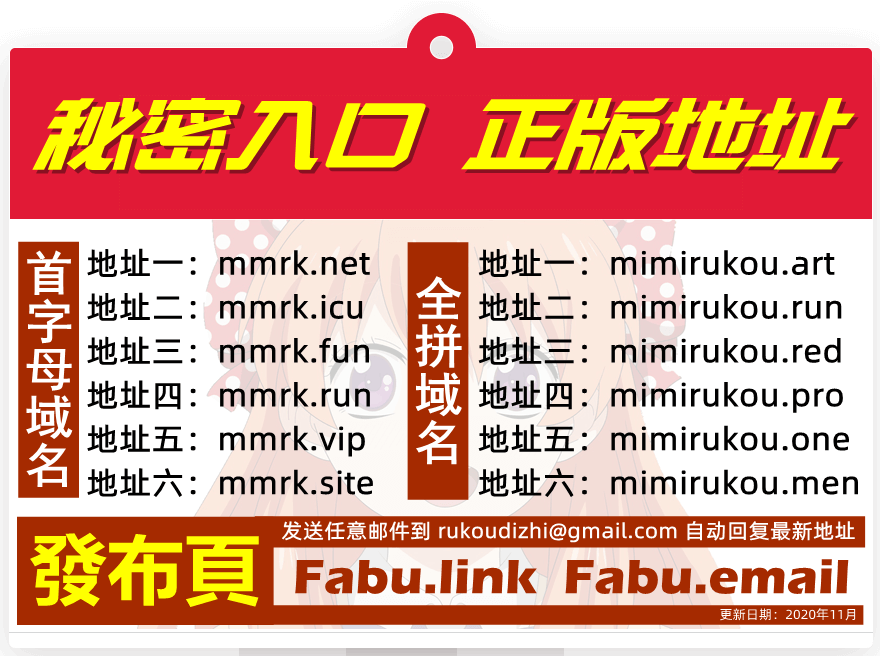 秘密入口 正版地址
首字母域名
地址一：mmrk.net
地址二：mmrk.icu
地址三：mmrk.fun
地址四：mmrk.run
地址五：mmrk.vip
地址六：mmrk.site
全拼域名
地址一：mimirukou.art
地址二：mimirukou.run
地址三：mimirukou.red
地址四：mimirukou.pro
地址五：mimirukou.one
地址六：mimirukou.men
發布頁
发送任意邮件到 rukoudizhi@gmail.com 自动回复最新地址
Fabu.link Fabu.email
更新日期：2020年11月